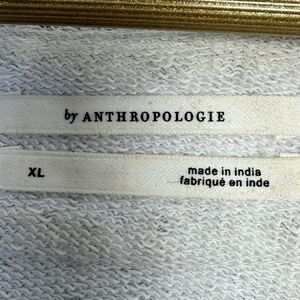 by ANTHROPOLOGIE
XL
made in india
fabriqué en inde